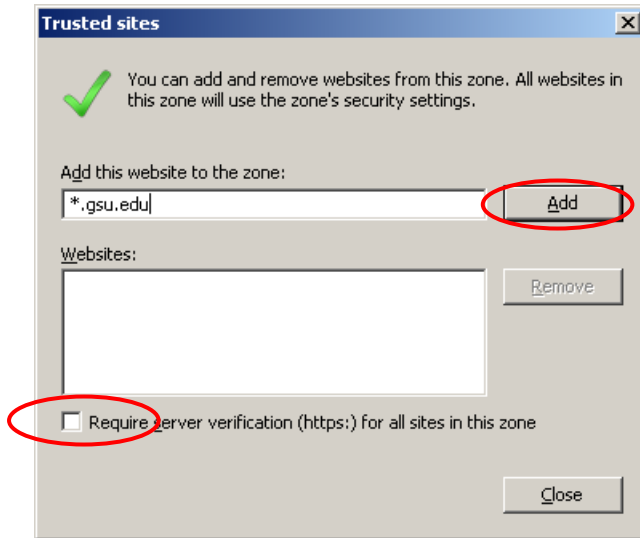 Trusted sites
You can add and remove websites from this zone. All websites in
this zone will use the zone's security settings.
Add this website to the zone:
*.gsu.edu
Add
Websites:
Remove
Require server verification (https:) for all sites in this zone
Close